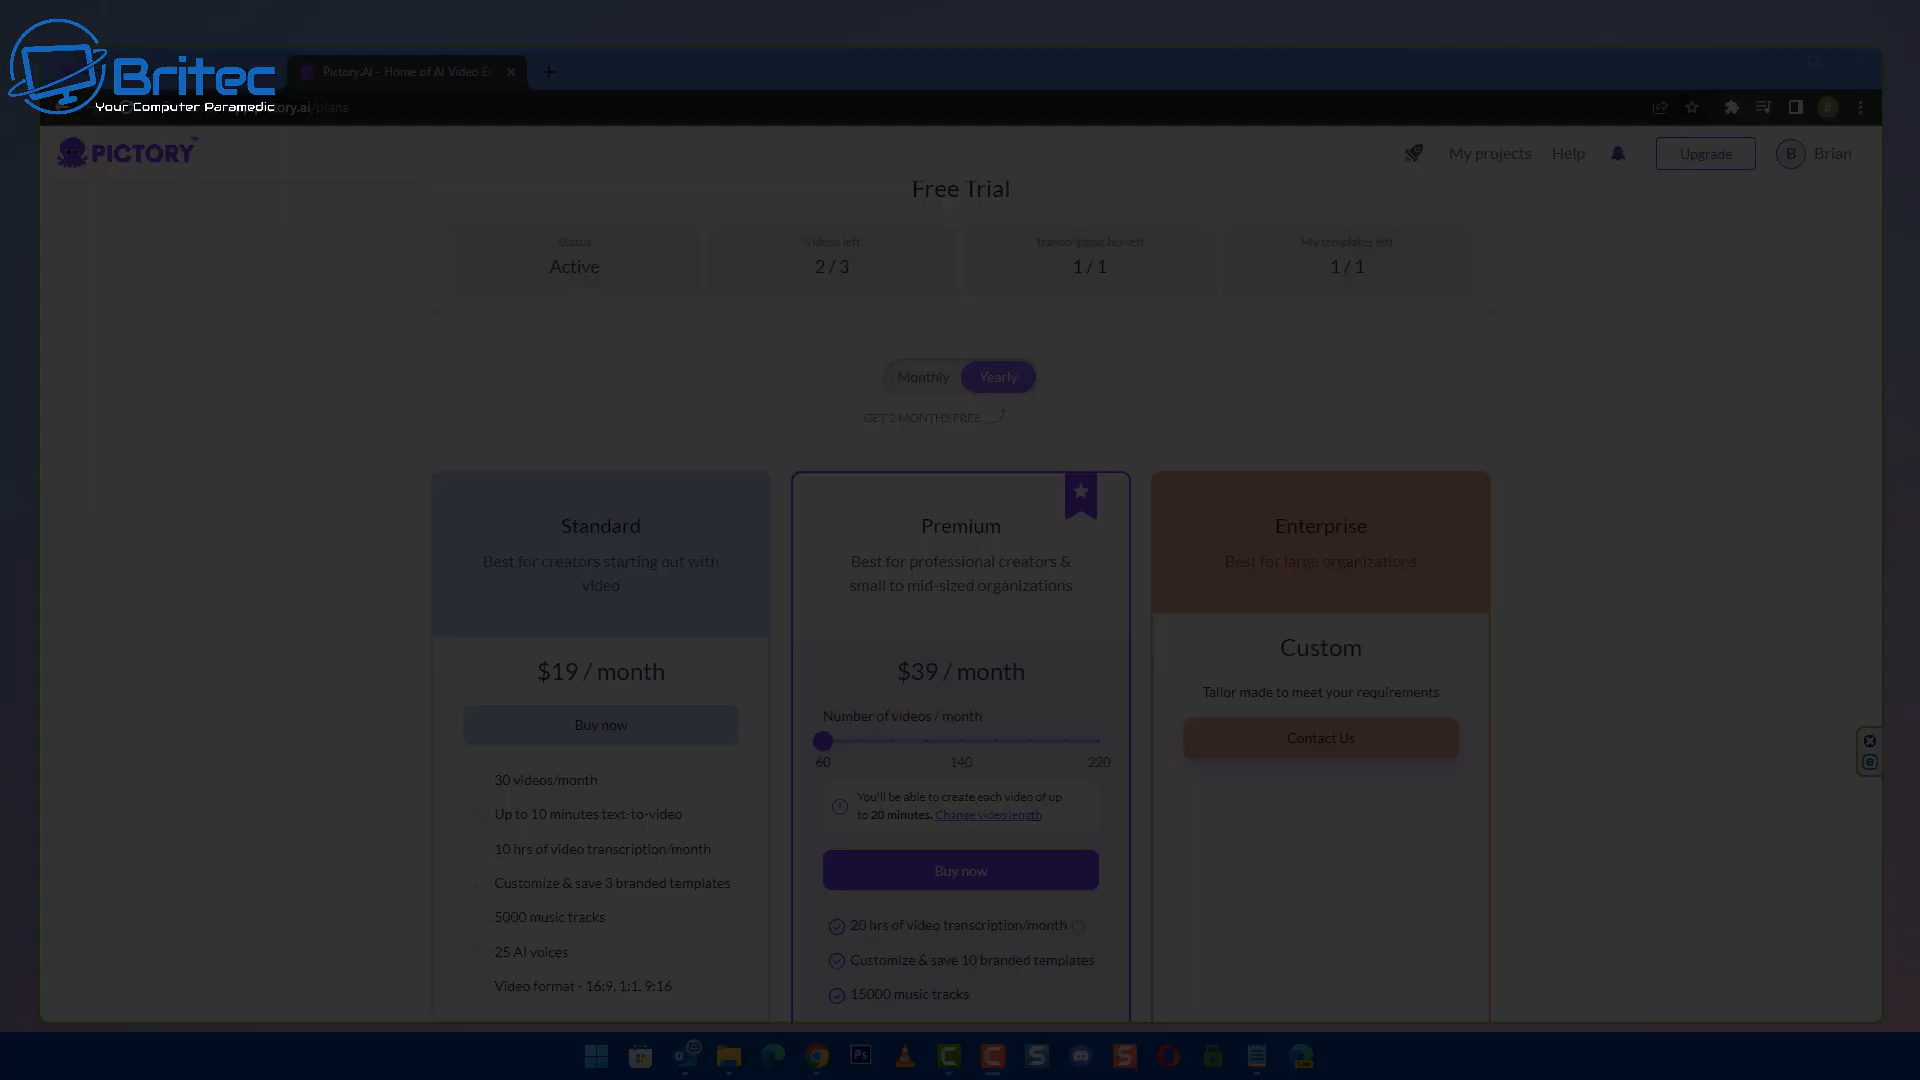 Britec
Your Computer Paramedic
Pictory.AI - Home of AI Video E
ctory.ai/plans
B
PICTORY
My projects
Help
Upgrade
B
Brian
Free Trial
Status
Active
Videos left
2 / 3
Transcription hrs left
1 / 1
My templates left
1 / 1
Monthly
Yearly
GET 2 MONTHS FREE
Standard
Best for creators starting out with
video
$19 / month
Buy now
30 videos/month
Up to 10 minutes text-to-video
10 hrs of video transcription/month
Customize & save 3 branded templates
5000 music tracks
25 AI voices
Video format - 16:9, 1:1, 9:16
Premium
Best for professional creators &
small to mid-sized organizations
$39 / month
Number of videos / month
60
140
220
You'll be able to create each video of up
to 20 minutes. Change video length
Buy now
20 hrs of video transcription/month
Customize & save 10 branded templates
15000 music tracks
Enterprise
Best for large organizations
Custom
Tailor made to meet your requirements
Contact Us
Ps